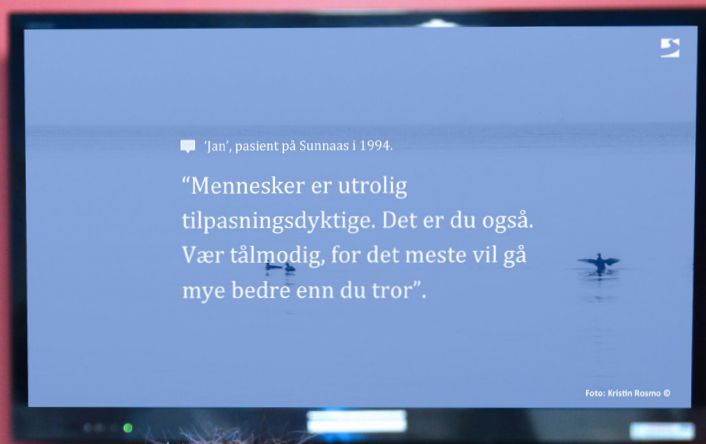 ‘Jan’, pasient på Sunnaas i 1994.
“Mennesker er utrolig
tilpasningsdyktige. Det er du også.
Vær tålmodig, for det meste vil gå
mye bedre enn du tror”.
Foto: Kristin Rosmo ©